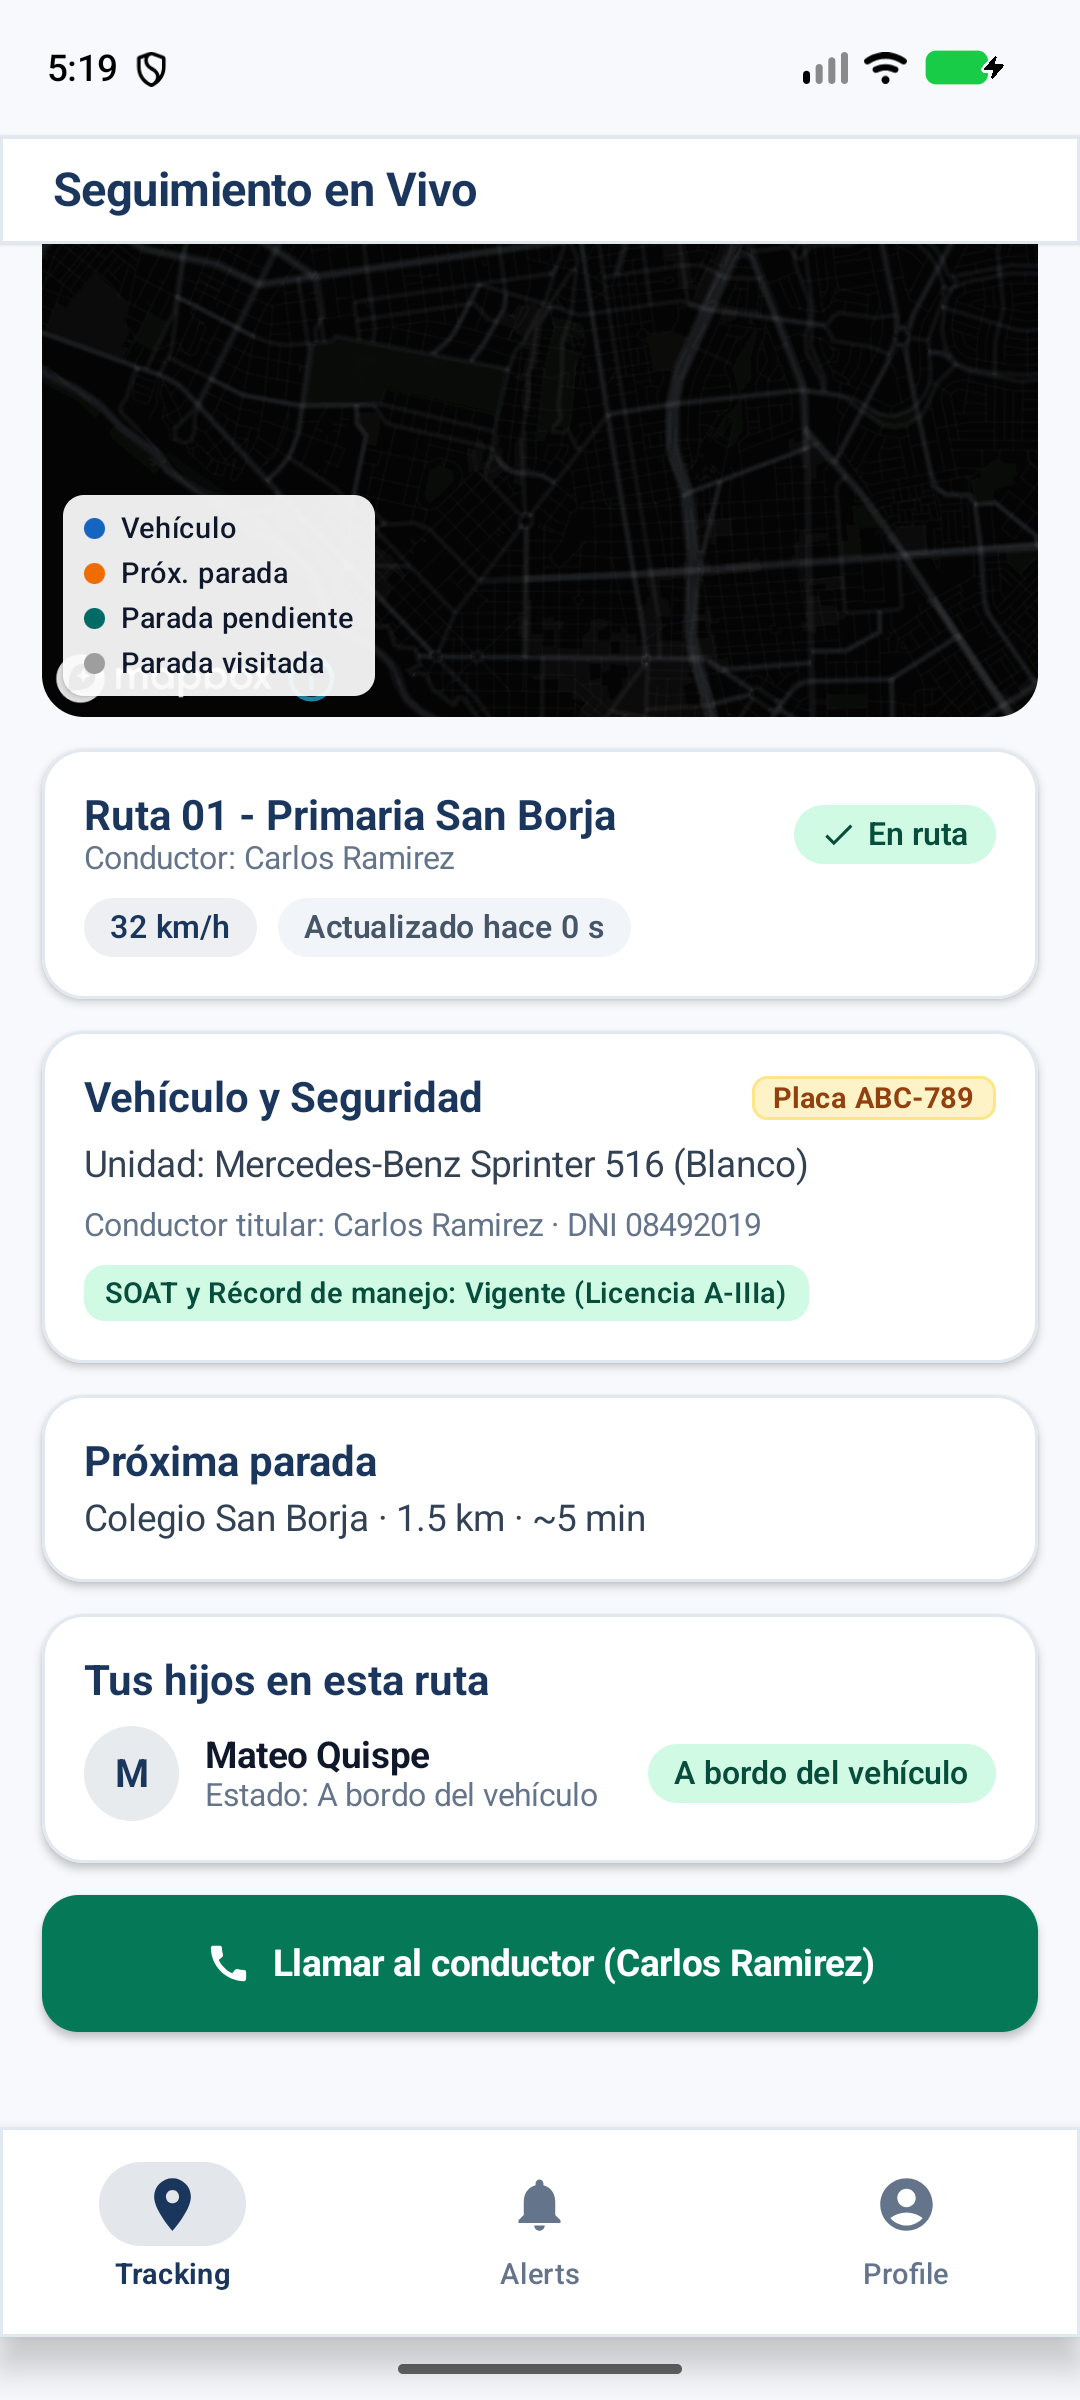 5:19
Seguimiento en Vivo
Vehículo
Próx. parada
Parada pendiente
Parada visitada
mapbox
Ruta 01 - Primaria San Borja
En ruta
Conductor: Carlos Ramirez
32 km/h
Actualizado hace 0 s
Vehículo y Seguridad
Placa ABC-789
Unidad: Mercedes-Benz Sprinter 516 (Blanco)
Conductor titular: Carlos Ramirez · DNI 08492019
SOAT y Récord de manejo: Vigente (Licencia A-IIIa)
Próxima parada
Colegio San Borja · 1.5 km · ~5 min
Tus hijos en esta ruta
M
Mateo Quispe
Estado: A bordo del vehículo
A bordo del vehículo
Llamar al conductor (Carlos Ramirez)
Tracking
Alerts
Profile